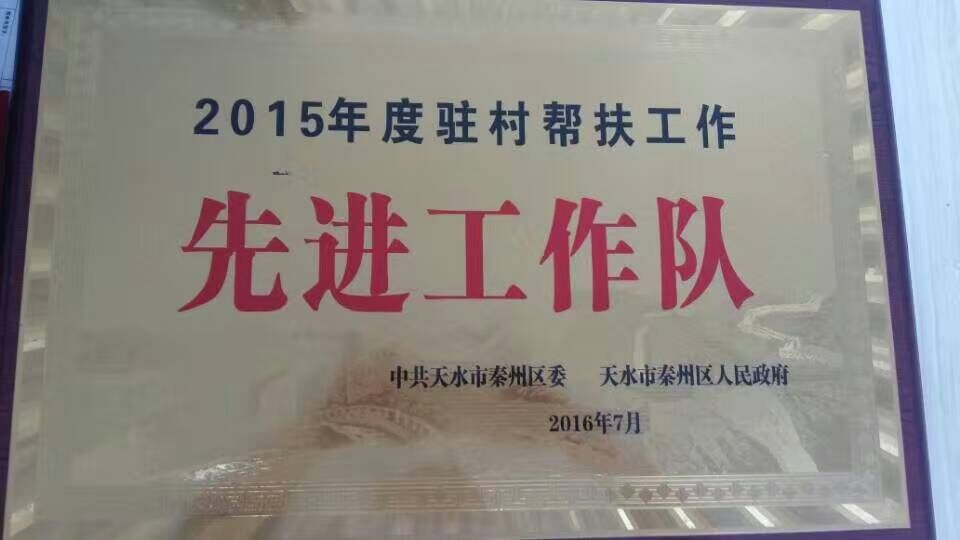 2015年度驻村帮扶工作
先进工作队
中共天水市秦州区委 天水市秦州区人民政府
2016年7月